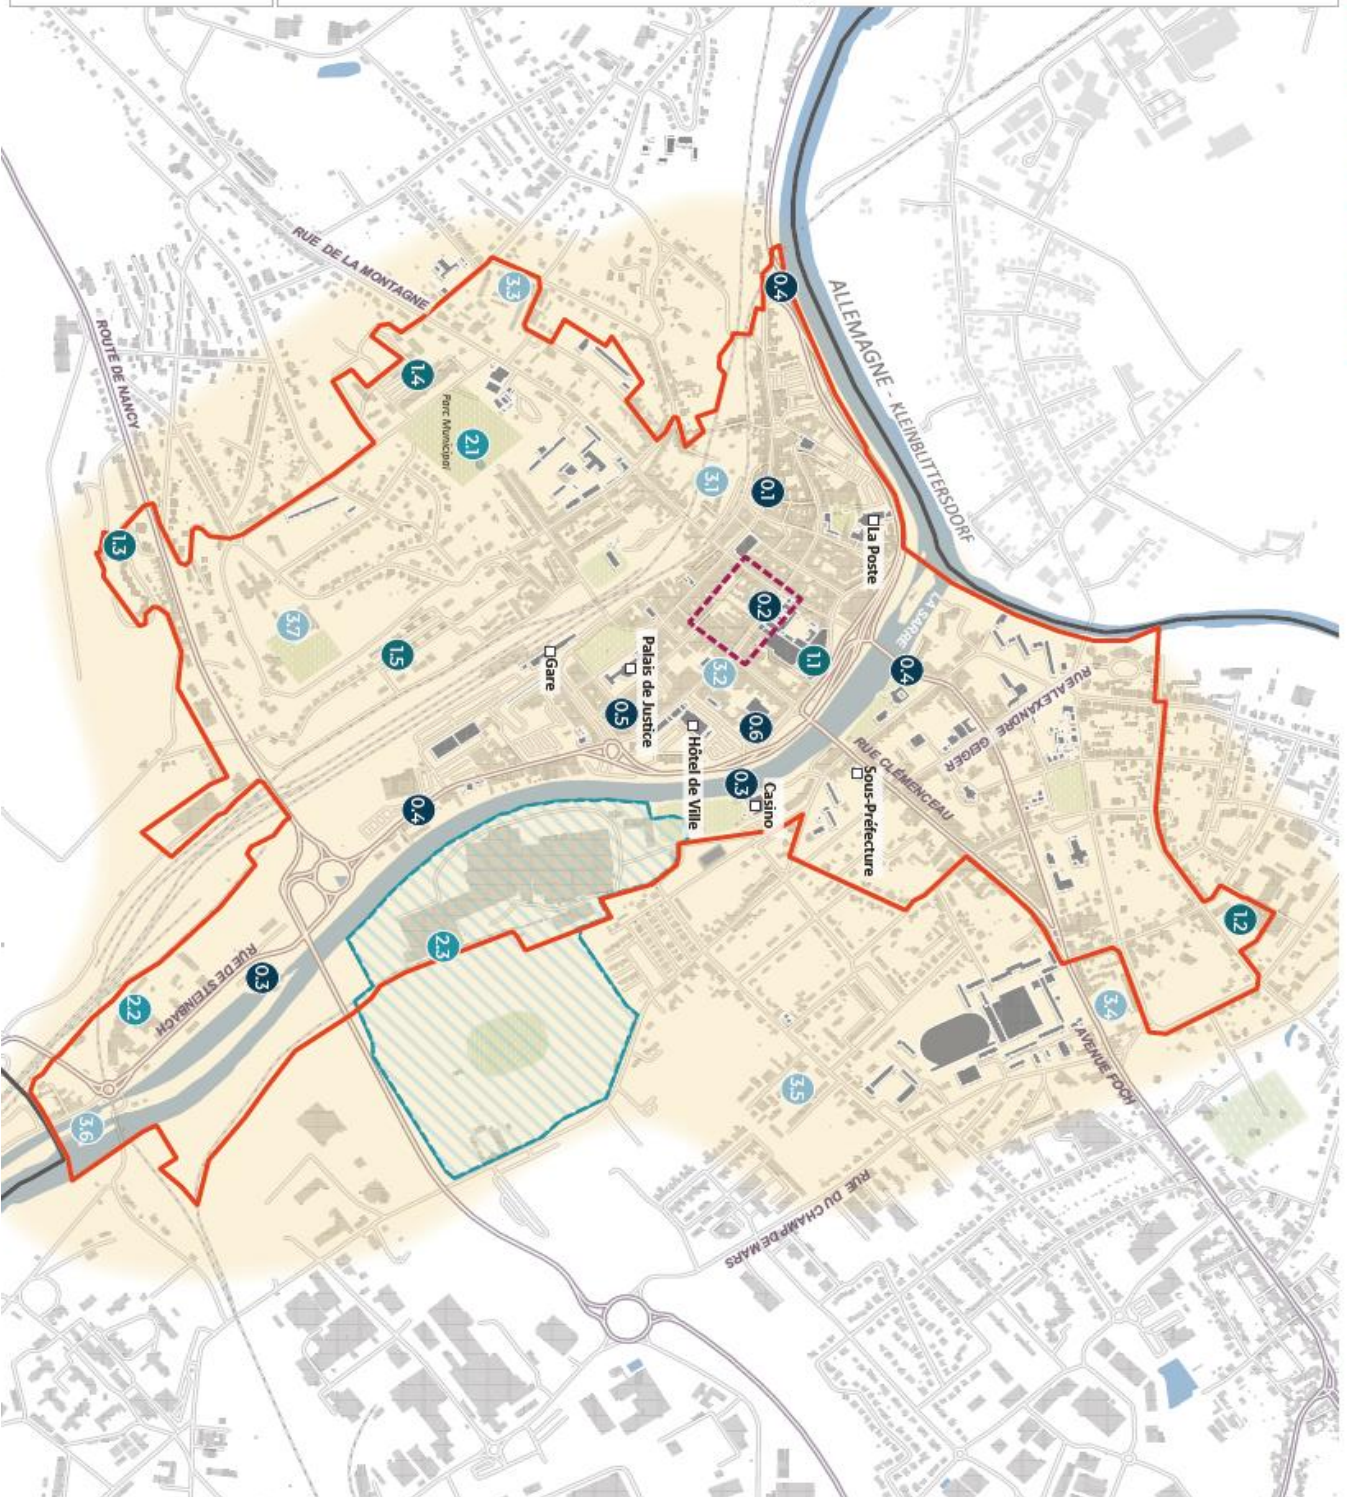 RUE DE LA MONTAGNE
ROUTE DE NANCY
ALLEMAGNE - KLEINBLITTERSDORF
0.4
3.3
1.4
Parc Municipal
2.1
3.1
0.1
La Poste
1.3
0.2
LA SARRE
3.7
1.5
Gare
Palais de Justice
3.2
1.1
0.4
RUE ALEXANDRE GEIGER
0.5
Hôtel de Ville
0.6
RUE CLÉMENCEAU
Sous-Préfecture
0.4
0.3
Casino
1.2
2.3
RUE DE STEINBACH
0.3
2.2
3.4
AVENUE FOCH
3.5
3.6
RUE DU CHAMP DE MARS